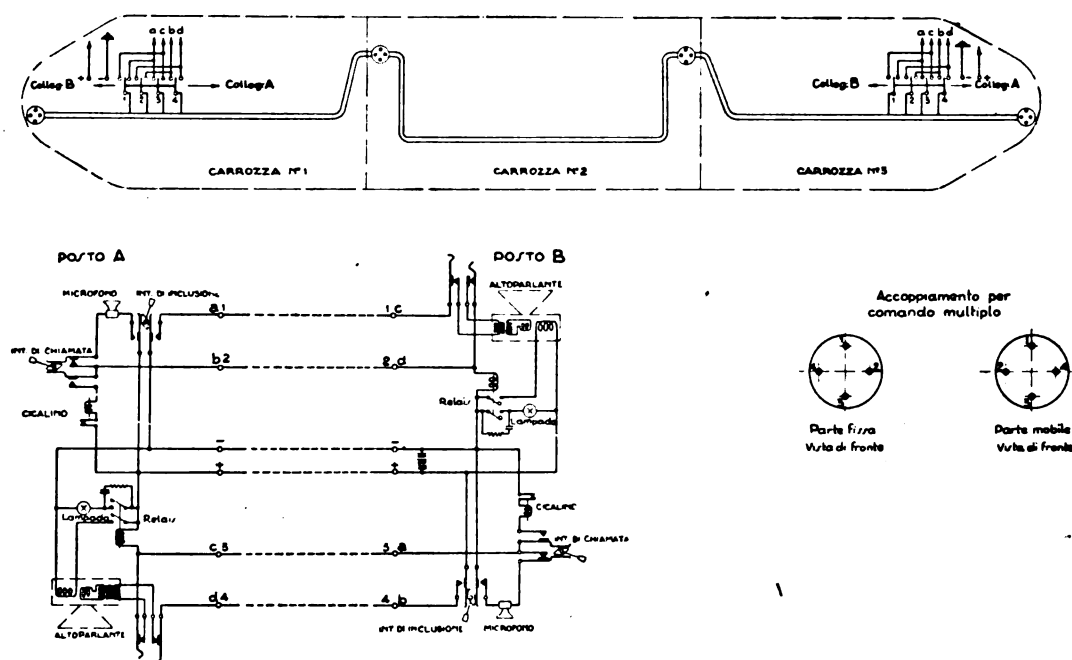 a c b d
a c b d
Colleg. B + -
Colleg. A
Colleg. B
Colleg. A +
1 2 3 4
1 2 3 4
CARROZZA N°1
CARROZZA N°2
CARROZZA N°3
POSTO A
POSTO B
MICROFONO
INT. DI INCLUSIONE
ALTOPARLANTE
a 1
1 c
INT. DI CHIAMATA
b 2
2 d
CICALINO
Relais
Lampada
-
-
+
+
Lampada
Relais
CICALINO
INT. DI CHIAMATA
c 3
3 a
d 4
4 b
ALTOPARLANTE
INT. DI INCLUSIONE
MICROFONO
Accoppiamento per
comando multiplo
Parte fissa
Vista di fronte
Parte mobile
Vista di fronte